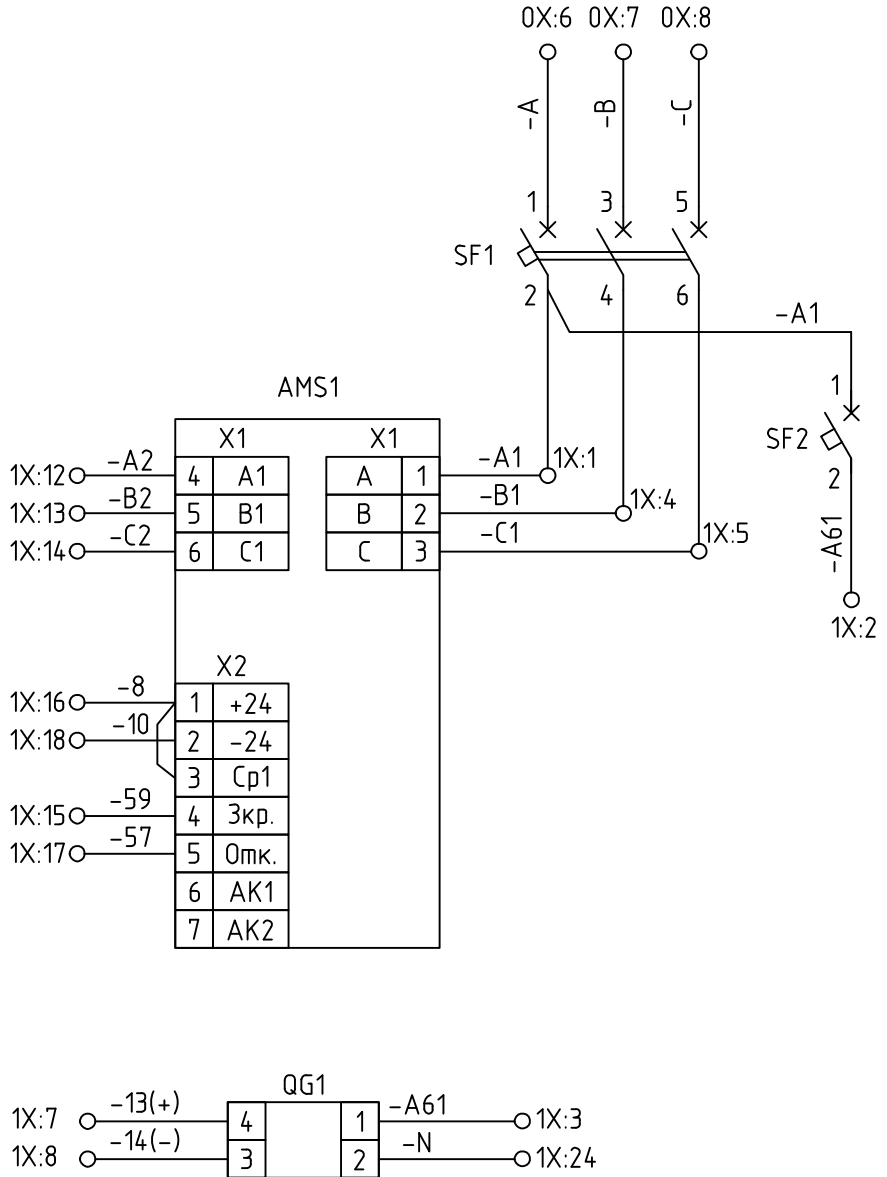 0X:6 0X:7 0X:8
-A -B -C
1 3 5
SF1
2 4 6
-A1
AMS1
1
SF2
2
-A61
1X:2
X1 X1
1X:12 -A2 4 A1 A 1 -A1 1X:1
1X:13 -B2 5 B1 B 2 -B1 1X:4
1X:14 -C2 6 C1 C 3 -C1 1X:5
X2
1X:16 -8 1 +24
1X:18 -10 2 -24
3 Ср1
1X:15 -59 4 Зкр.
1X:17 -57 5 Отк.
6 АК1
7 АК2
QG1
1X:7 -13(+) 4 1 -A61 1X:3
1X:8 -14(-) 3 2 -N 1X:24